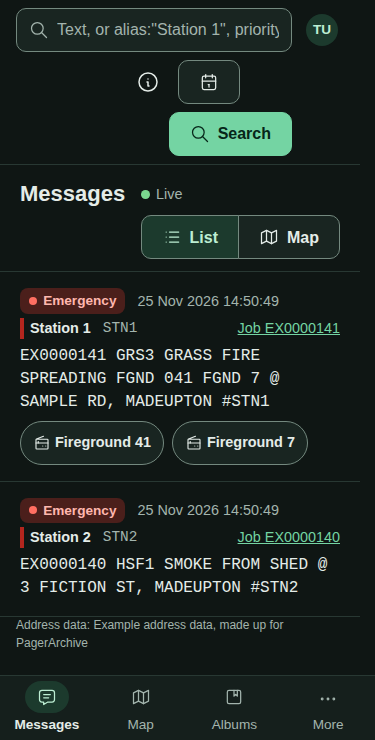 Text, or alias:"Station 1", priority
TU
Search
Messages
Live
List
Map
Emergency 25 Nov 2026 14:50:49
Station 1 STN1 Job EX0000141
EX0000141 GRS3 GRASS FIRE
SPREADING FGND 041 FGND 7 @
SAMPLE RD, MADEUPTON #STN1
Fireground 41 Fireground 7
Emergency 25 Nov 2026 14:50:49
Station 2 STN2 Job EX0000140
EX0000140 HSF1 SMOKE FROM SHED @
3 FICTION ST, MADEUPTON #STN2
Address data: Example address data, made up for
PagerArchive
Messages Map Albums More